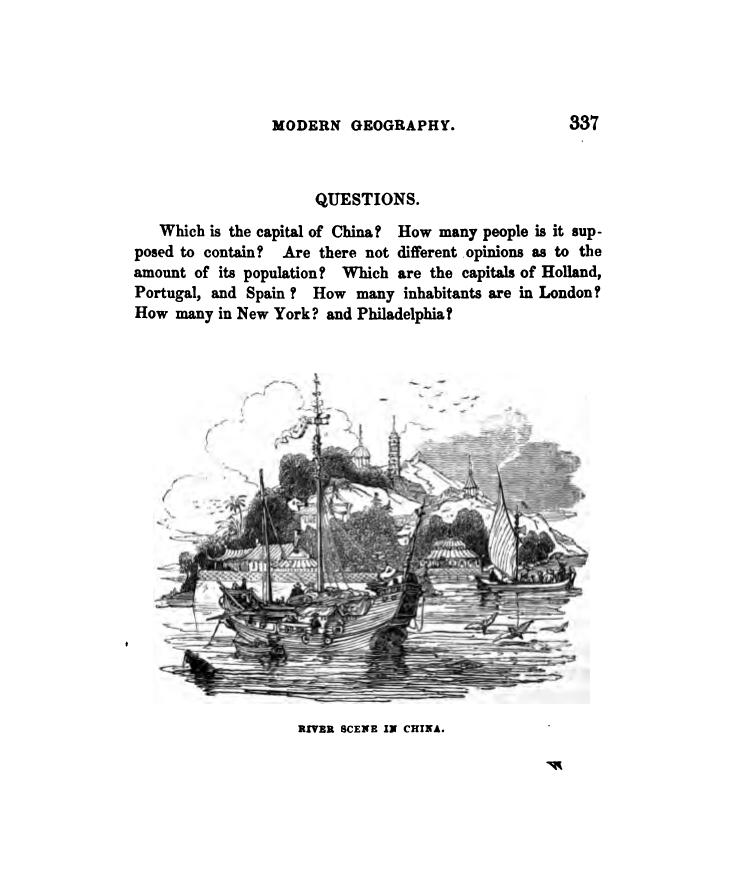 MODERN GEOGRAPHY. 337
QUESTIONS.
Which is the capital of China? How many people is it sup-
posed to contain? Are there not different opinions as to the
amount of its population? Which are the capitals of Holland,
Portugal, and Spain? How many inhabitants are in London?
How many in New York? and Philadelphia?
RIVER SCENE IN CHINA.
W